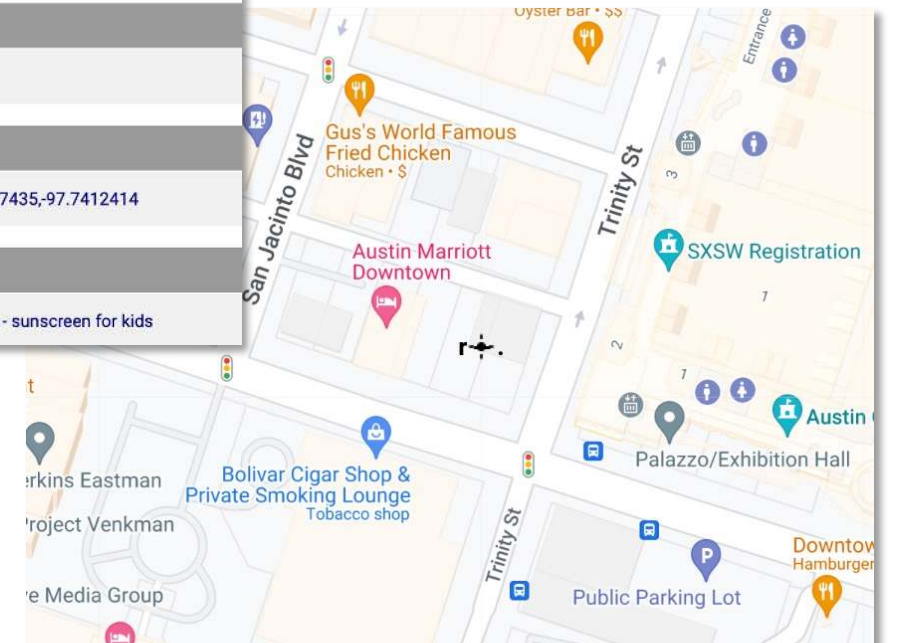 Oyster Bar • $$
Entrance
Gus's World Famous
Fried Chicken
Chicken • $
San Jacinto Blvd
Trinity St
3
7435,-97.7412414
Austin Marriott
Downtown
SXSW Registration
1
- sunscreen for kids
r
2
1
t
Austin
Palazzo/Exhibition Hall
Bolivar Cigar Shop &
Private Smoking Lounge
Tobacco shop
erkins Eastman
Project Venkman
Trinity St
Downtow
Hamburger
P
Public Parking Lot
e Media Group